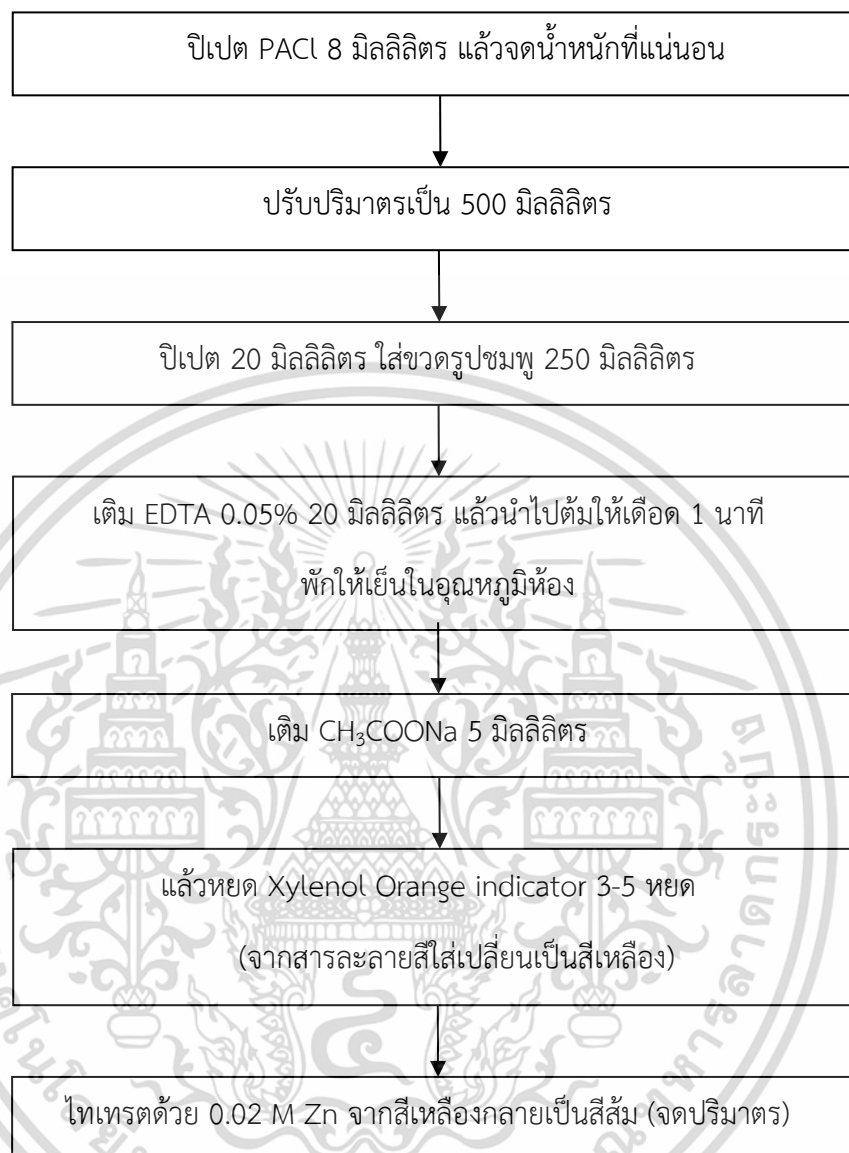 ปิเปต PACl 8 มิลลิลิตร แล้วจดน้ำหนักที่แน่นอน
ปรับปริมาตรเป็น 500 มิลลิลิตร
ปิเปต 20 มิลลิลิตร ใส่ขวดรูปชมพู 250 มิลลิลิตร
เติม EDTA 0.05% 20 มิลลิลิตร แล้วนำไปต้มให้เดือด 1 นาที
พักให้เย็นในอุณหภูมิห้อง
เติม CH₃COONa 5 มิลลิลิตร
แล้วหยด Xylenol Orange indicator 3-5 หยด
(จากสารละลายสีใส่เปลี่ยนเป็นสีเหลือง)
ไทเทรตด้วย 0.02 M Zn จากสีเหลืองกลายเป็นสีส้ม (จดปริมาตร)